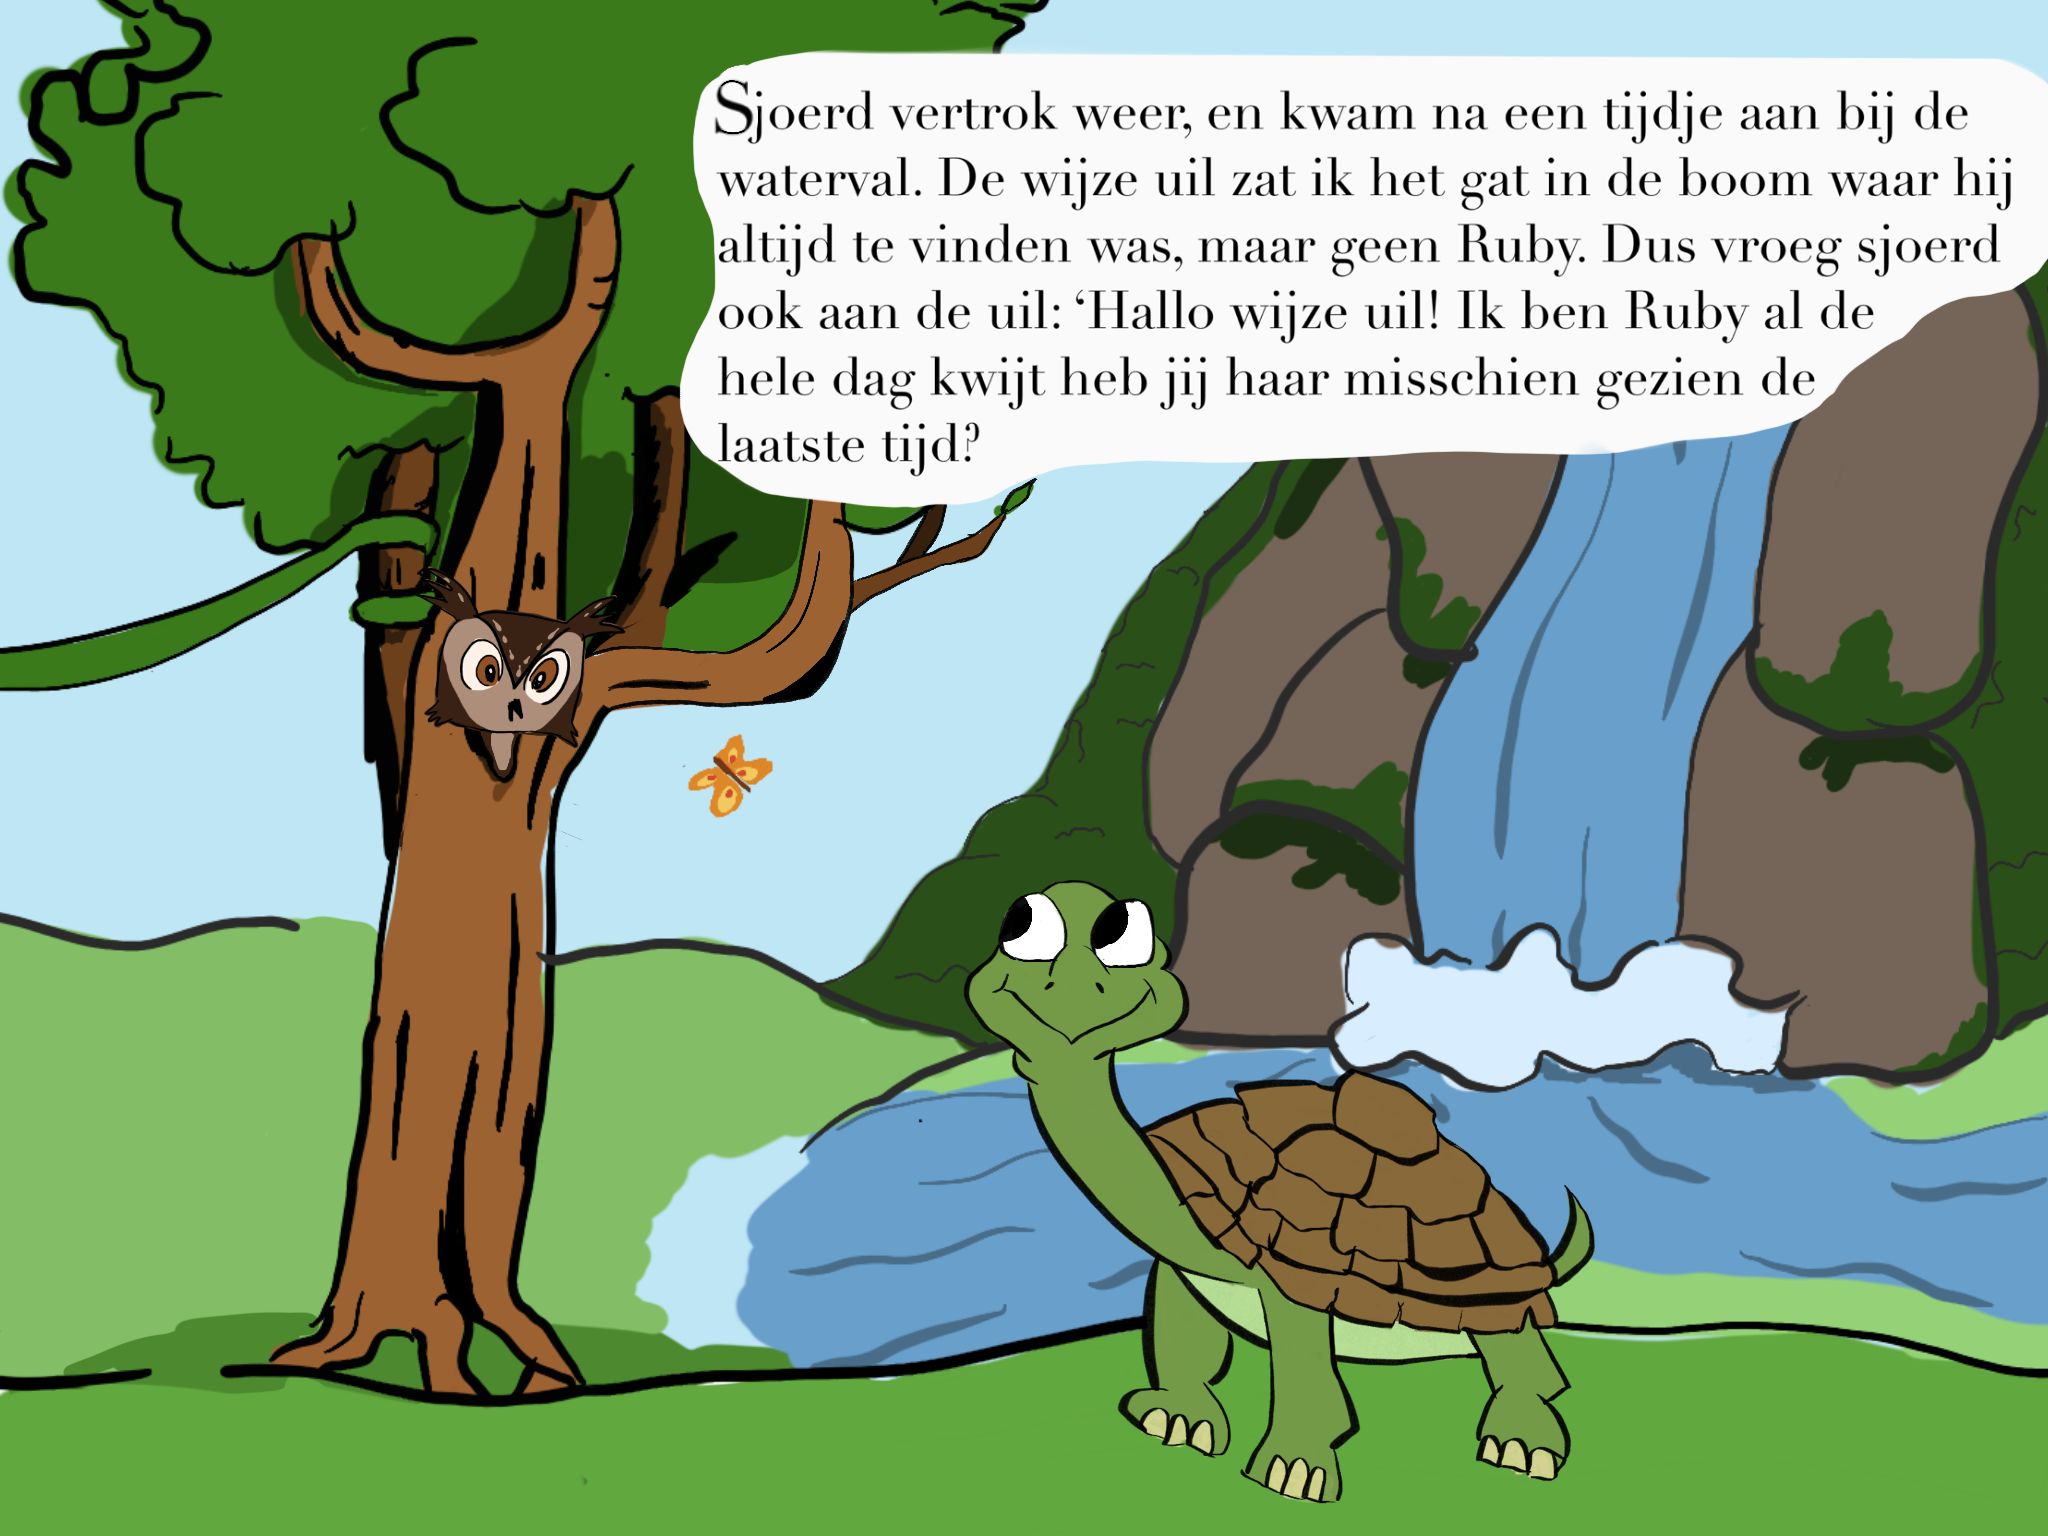 Sjoerd vertrok weer, en kwam na een tijdje aan bij de
waterval. De wijze uil zat ik het gat in de boom waar hij
altijd te vinden was, maar geen Ruby. Dus vroeg sjoerd
ook aan de uil: ‘Hallo wijze uil! Ik ben Ruby al de
hele dag kwijt heb jij haar misschien gezien de
laatste tijd?